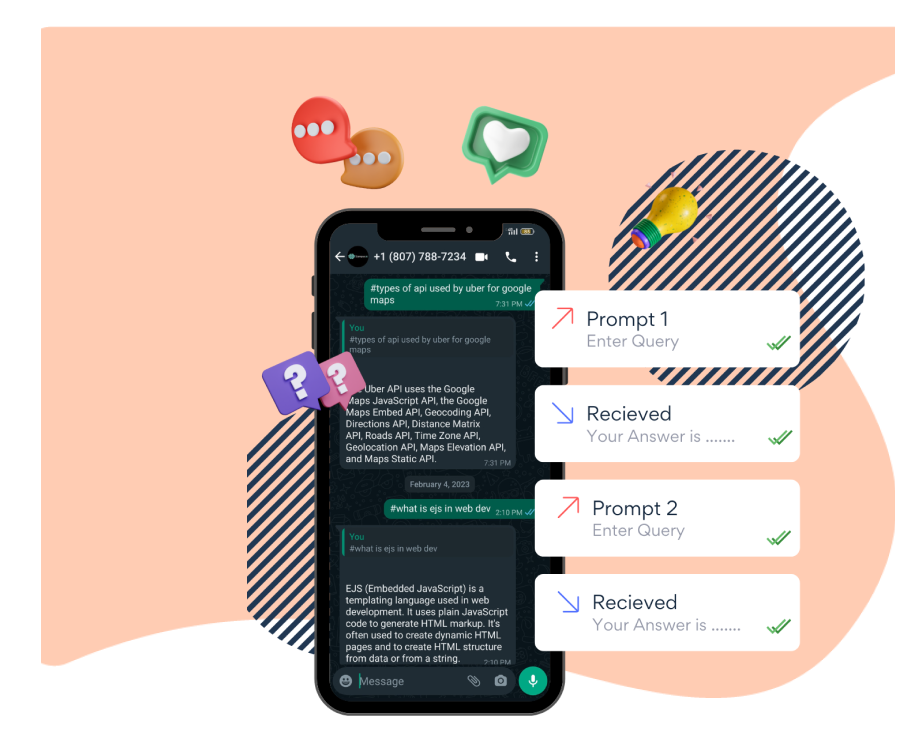 +1 (807) 788-7234
#types of api used by uber for google
maps
7:31 PM
You
#types of api used by uber for google
maps
Uber API uses the Google
Maps JavaScript API, the Google
Maps Embed API, Geocoding API,
Directions API, Distance Matrix
API, Roads API, Time Zone API,
Geolocation API, Maps Elevation API,
and Maps Static API.
7:31 PM
February 4, 2023
#what is ejs in web dev
2:10 PM
You
#what is ejs in web dev
EJS (Embedded JavaScript) is a
templating language used in web
development. It uses plain JavaScript
code to generate HTML markup. It's
often used to create dynamic HTML
pages and to create HTML structure
from data or from a string.
2:10 PM
Message
Prompt 1
Enter Query
Recieved
Your Answer is .......
Prompt 2
Enter Query
Recieved
Your Answer is .......
? ?